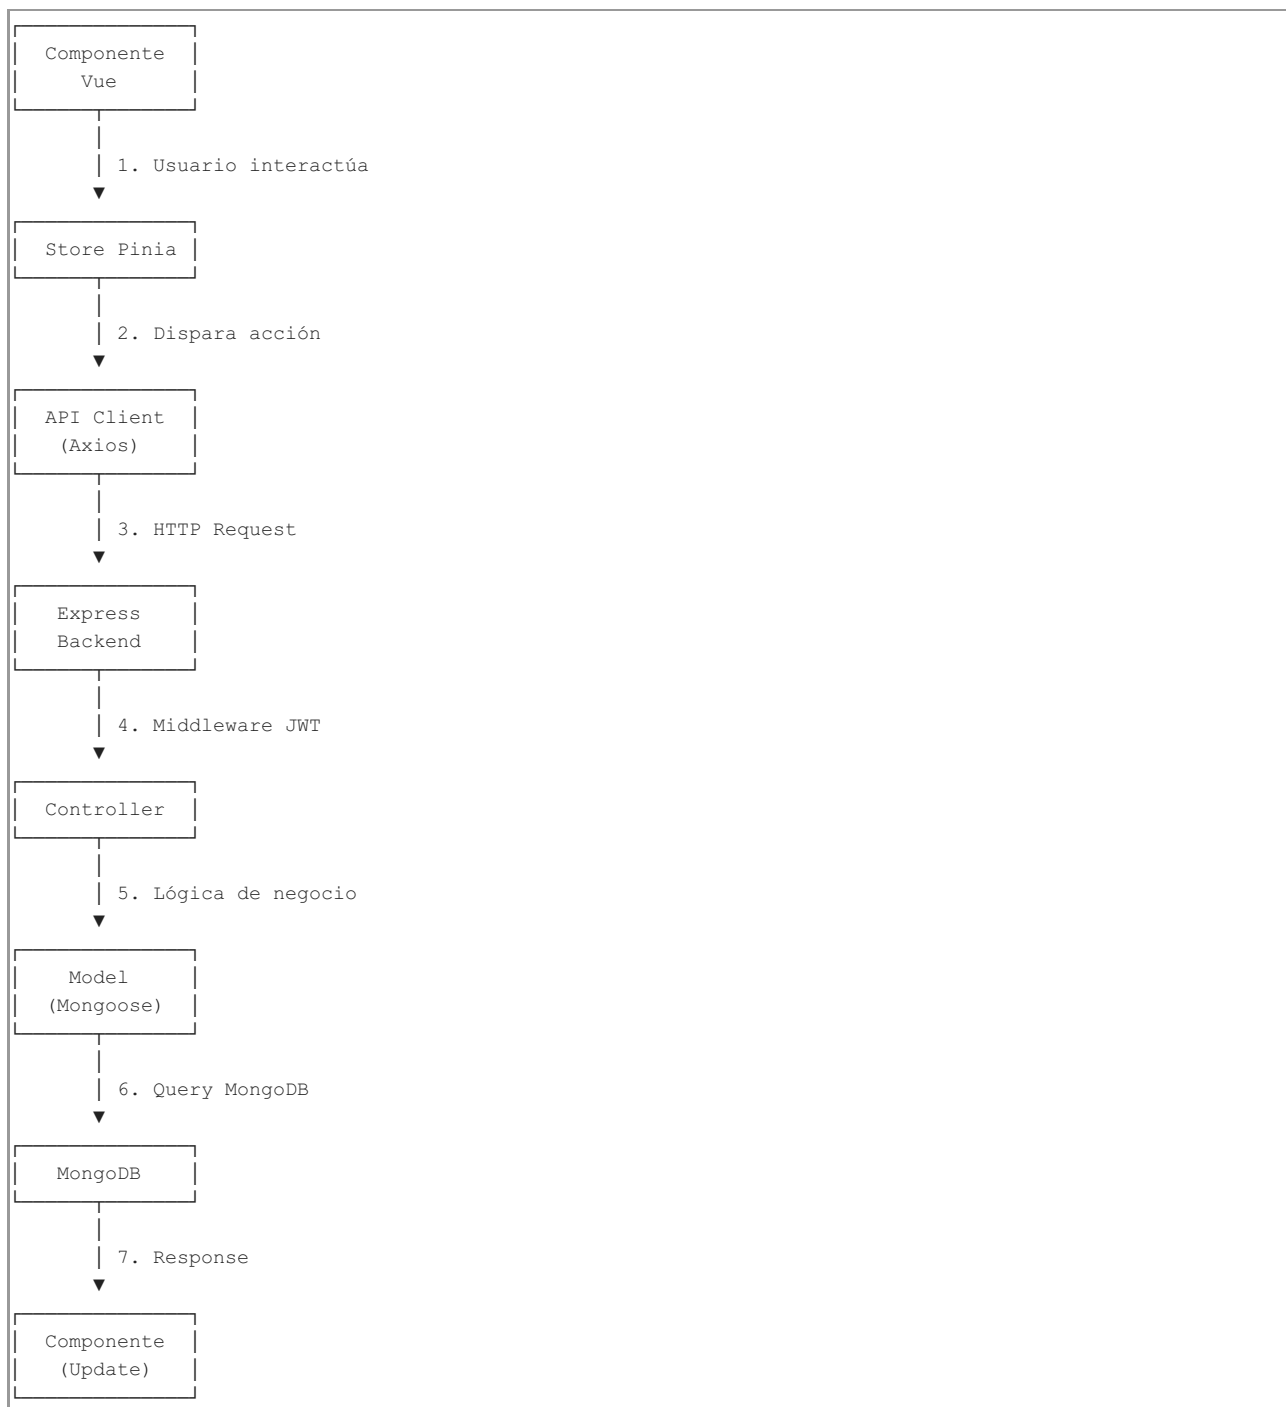 Componente
Vue
1. Usuario interactúa
Store Pinia
2. Dispara acción
API Client
(Axios)
3. HTTP Request
Express
Backend
4. Middleware JWT
Controller
5. Lógica de negocio
Model
(Mongoose)
6. Query MongoDB
MongoDB
7. Response
Componente
(Update)